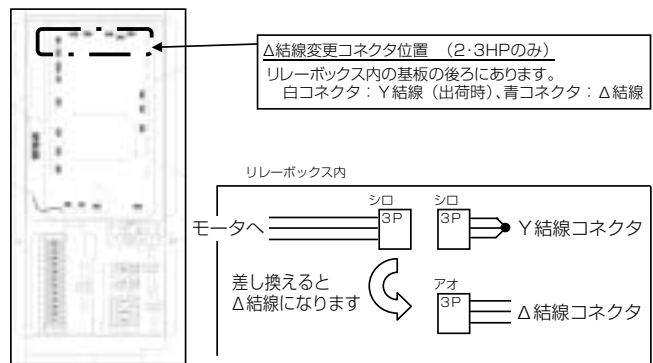 Δ結線変更コネクタ位置　（2・3HPのみ）
リレーボックス内の基板の後ろにあります。
白コネクタ：Y結線（出荷時）、青コネクタ：Δ結線
リレーボックス内
シロ　シロ
モータへ　3P　3P　Y結線コネクタ
差し換えると
Δ結線になります
アオ
3P　Δ結線コネクタ